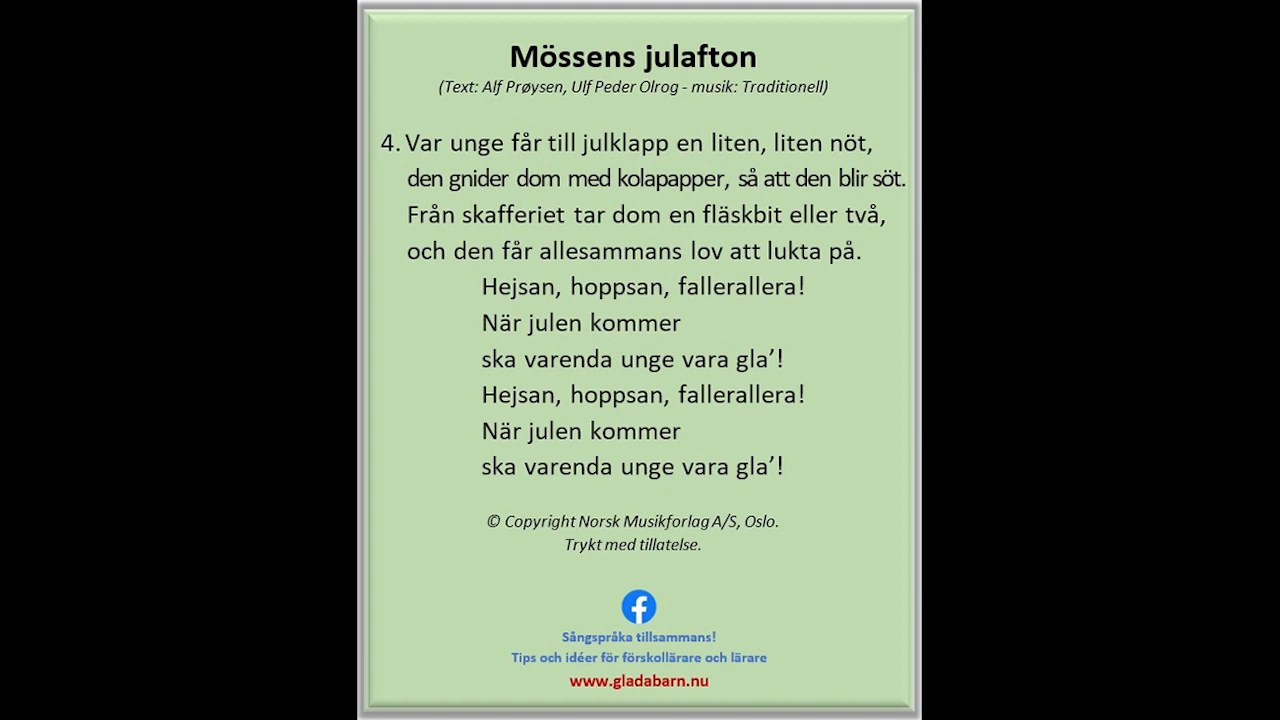 Mössens julafton
(Text: Alf Prøysen, Ulf Peder Olrog - musik: Traditionell)
4. Var unge får till julklapp en liten, liten nöt,
den gnider dom med kolapapper, så att den blir söt.
Från skafferiet tar dom en fläskbit eller två,
och den får allesammans lov att lukta på.
Hejsan, hoppsan, fallerallera!
När julen kommer
ska varenda unge vara gla’!
Hejsan, hoppsan, fallerallera!
När julen kommer
ska varenda unge vara gla’!
© Copyright Norsk Musikforlag A/S, Oslo.
Trykt med tillatelse.
Sångspråka tillsammans!
Tips och idéer för förskollärare och lärare
www.gladabarn.nu